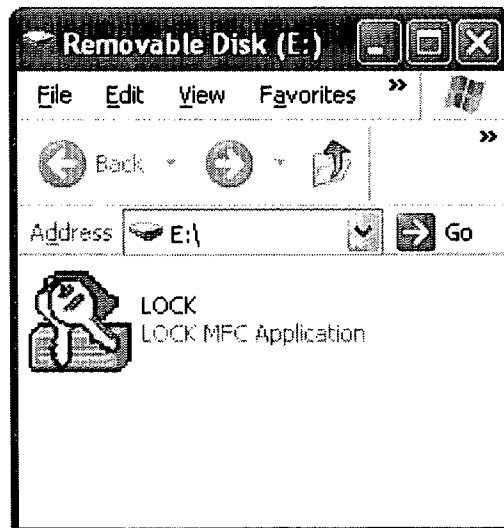 Removable Disk (E:)
File Edit View Favorites »
Back »
Address E:\ Go
LOCK
LOCK MFC Application